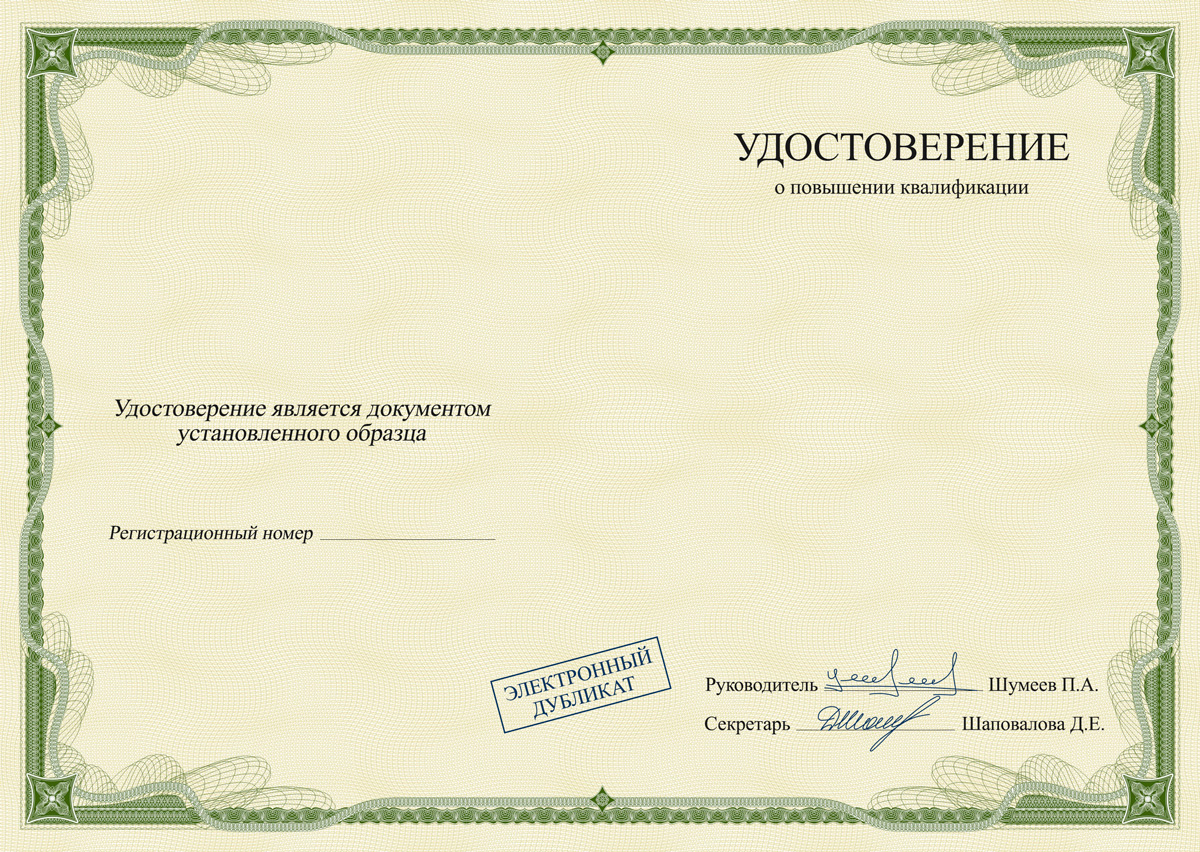 УДОСТОВЕРЕНИЕ
о повышении квалификации
Удостоверение является документом
установленного образца
Регистрационный номер
ЭЛЕКТРОННЫЙ
ДУБЛИКАТ
Руководитель Шумеев П.А.
Секретарь Шаповалова Д.Е.